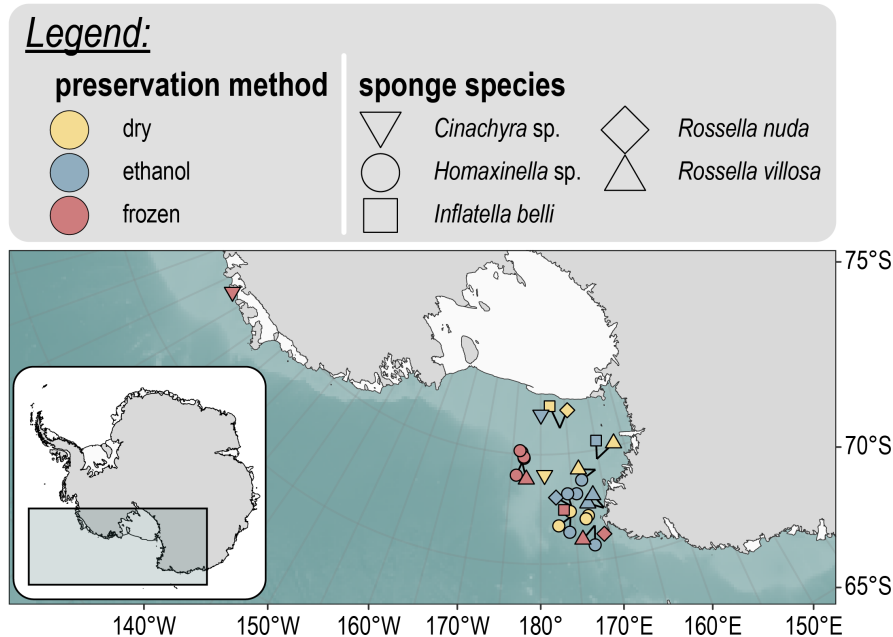 Legend:
preservation method
dry
ethanol
frozen
sponge species
Cinachyra sp.
Homaxinella sp.
Inflatella belli
Rossella nuda
Rossella villosa
75°S
70°S
65°S
140°W 150°W 160°W 170°W 180° 170°E 160°E 150°E